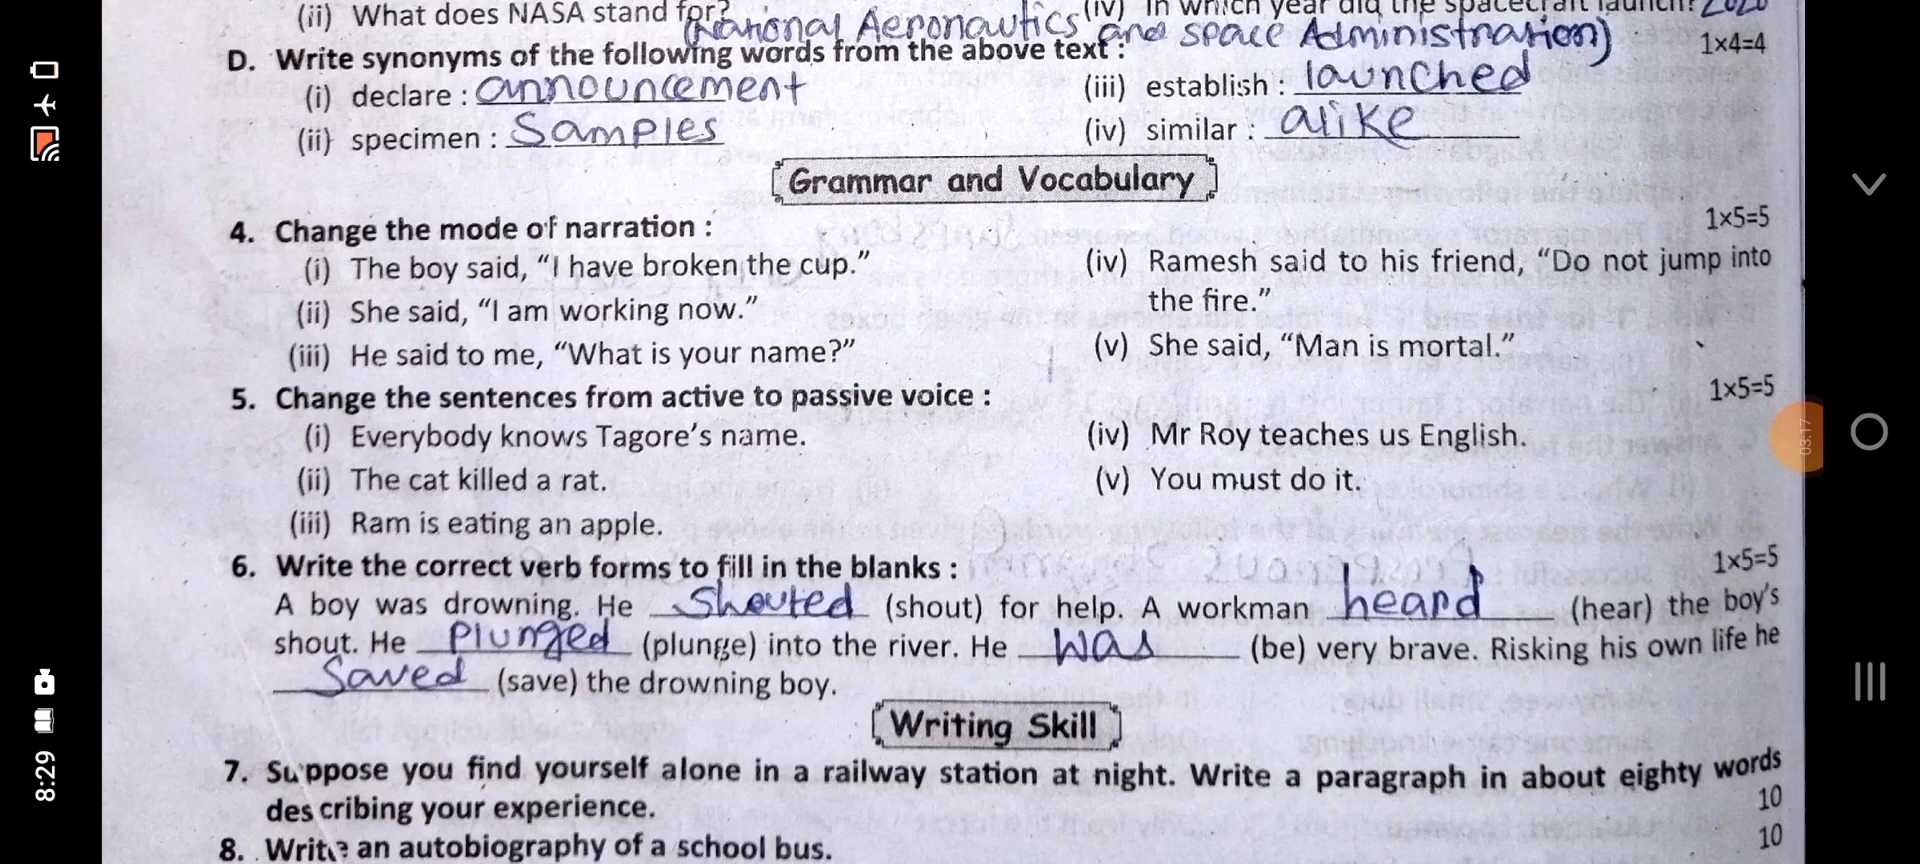 (ii) What does NASA stand for? (iv) In which year did the spacecraft launch? 2020
(National Aeronautics and space Administration)
D. Write synonyms of the following words from the above text : 1×4=4
(i) declare : announcement (iii) establish : launched
(ii) specimen : Samples (iv) similar : alike
Grammar and Vocabulary
4. Change the mode of narration : 1×5=5
(i) The boy said, “I have broken the cup.” (iv) Ramesh said to his friend, “Do not jump into
(ii) She said, “I am working now.” the fire.”
(iii) He said to me, “What is your name?” (v) She said, “Man is mortal.”
5. Change the sentences from active to passive voice : 1×5=5
(i) Everybody knows Tagore’s name. (iv) Mr Roy teaches us English.
(ii) The cat killed a rat. (v) You must do it.
(iii) Ram is eating an apple.
6. Write the correct verb forms to fill in the blanks : 1×5=5
A boy was drowning. He shouted (shout) for help. A workman heard (hear) the boy’s
shout. He plunged (plunge) into the river. He was (be) very brave. Risking his own life he
Saved (save) the drowning boy.
Writing Skill
7. Suppose you find yourself alone in a railway station at night. Write a paragraph in about eighty words
describing your experience. 10
8. Write an autobiography of a school bus. 10
03:17
8:29